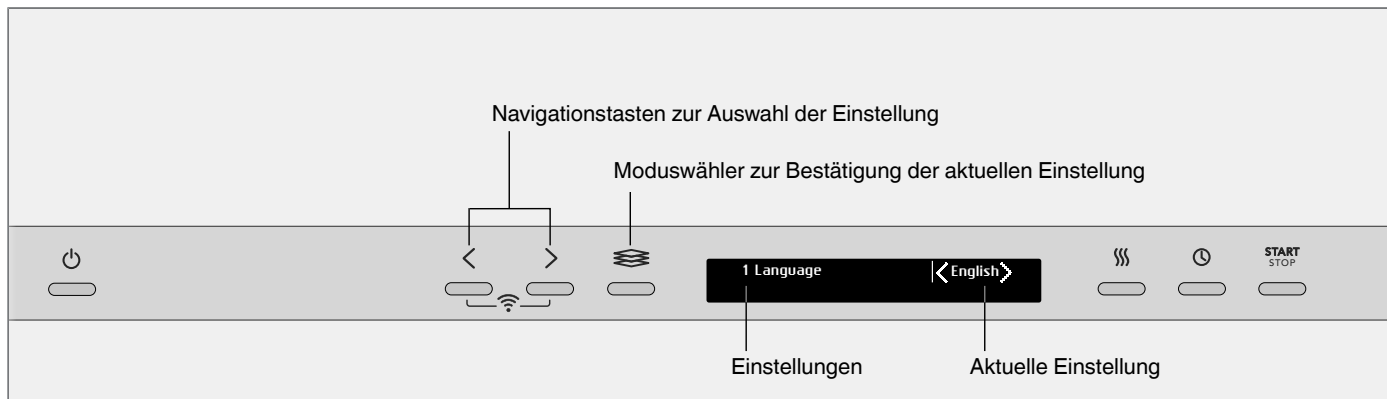 Navigationstasten zur Auswahl der Einstellung
Moduswähler zur Bestätigung der aktuellen Einstellung
START
STOP
1 Language
English
Einstellungen
Aktuelle Einstellung